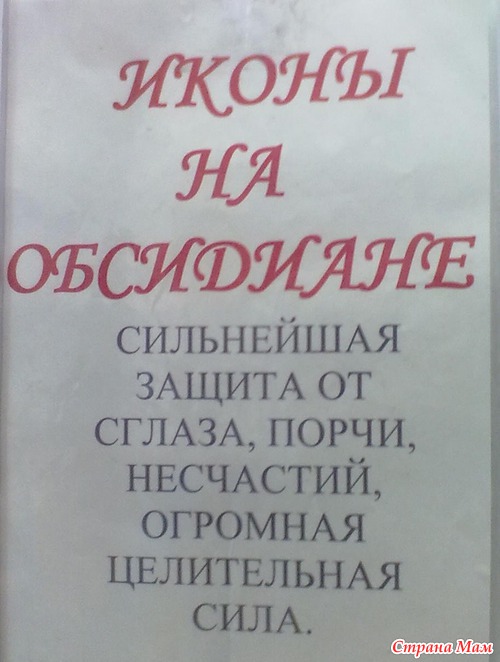 ИКОНЫ
НА
ОБСИДИАНЕ
СИЛЬНЕЙШАЯ
ЗАЩИТА ОТ
СГЛАЗА, ПОРЧИ,
НЕСЧАСТИЙ,
ОГРОМНАЯ
ЦЕЛИТЕЛЬНАЯ
СИЛА.
Страна Мам